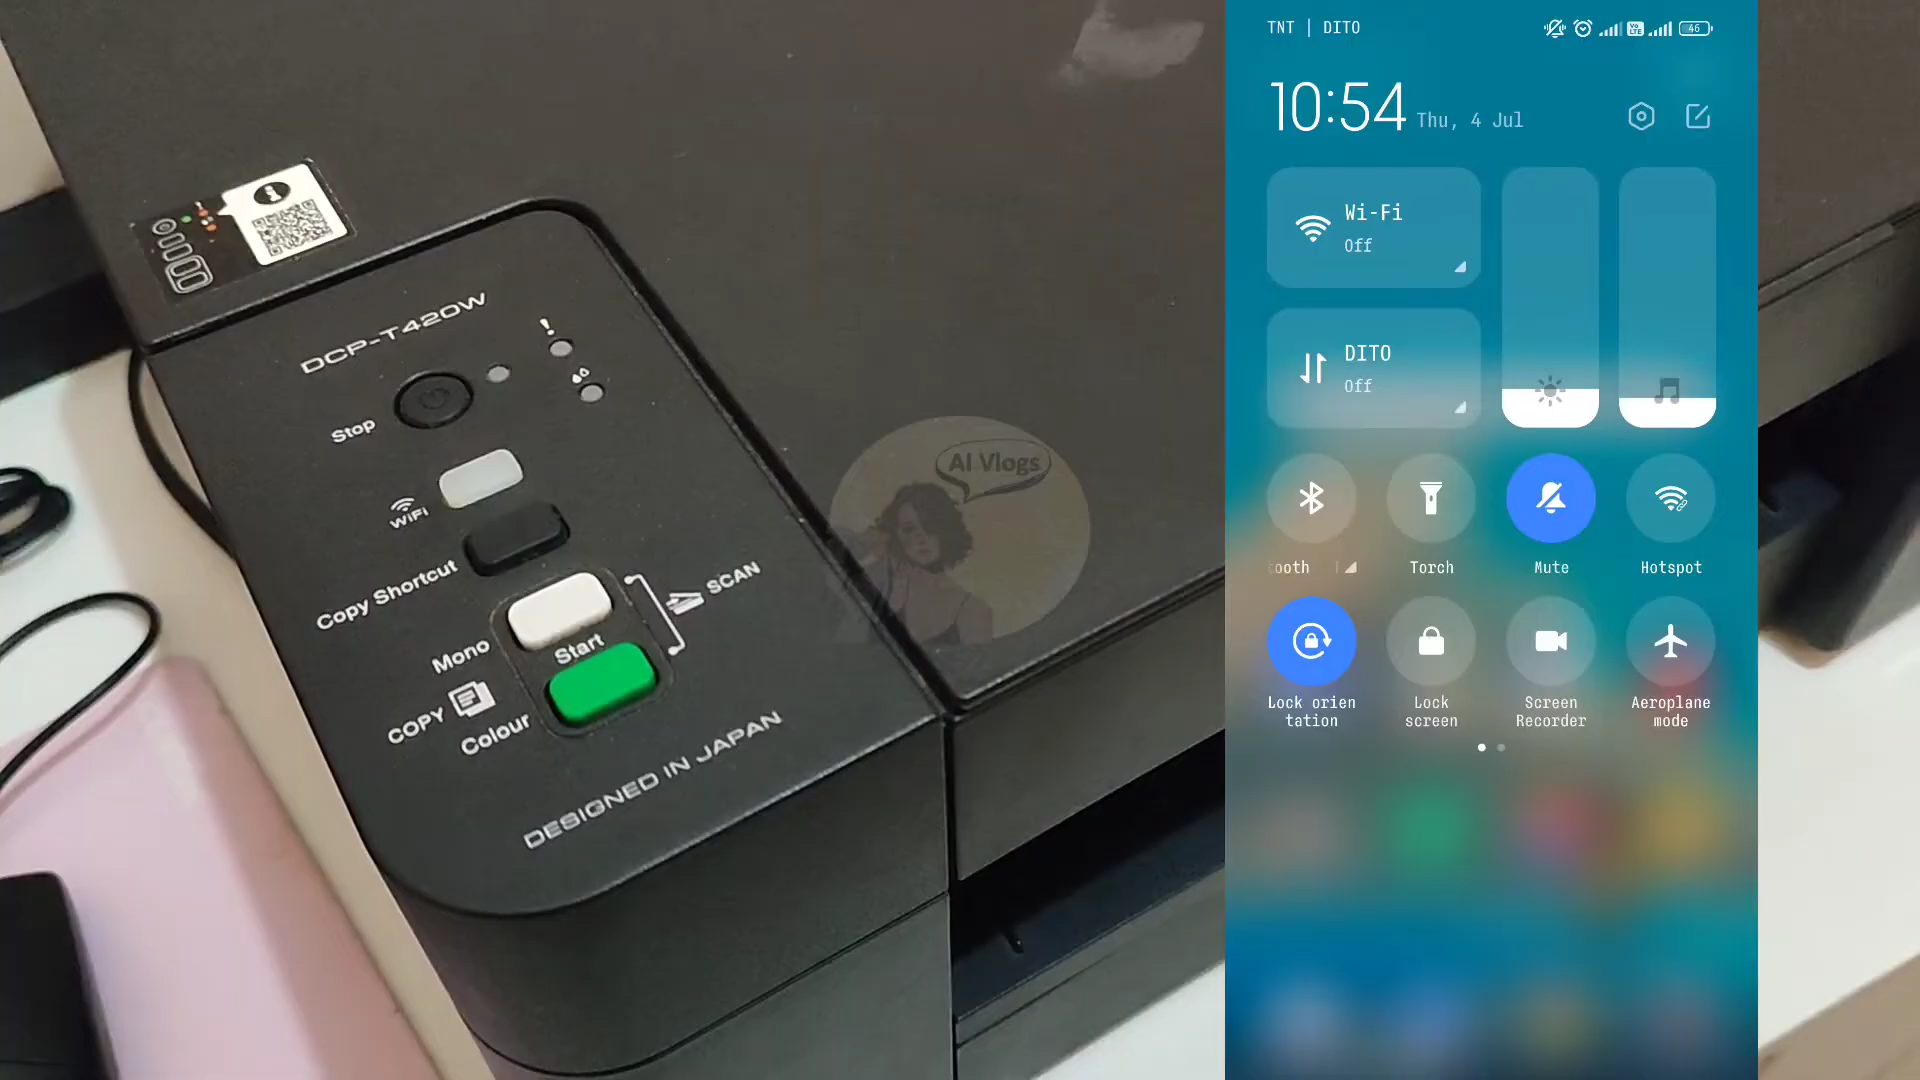 DCP-T420W
Stop
WiFi
Copy Shortcut
Mono
Start
SCAN
COPY
Colour
DESIGNED IN JAPAN
AI Vlogs
TNT | DITO
46
10:54 Thu, 4 Jul
Wi-Fi
Off
DITO
Off
tooth
Torch
Mute
Hotspot
Lock orien
tation
Lock
screen
Screen
Recorder
Aeroplane
mode